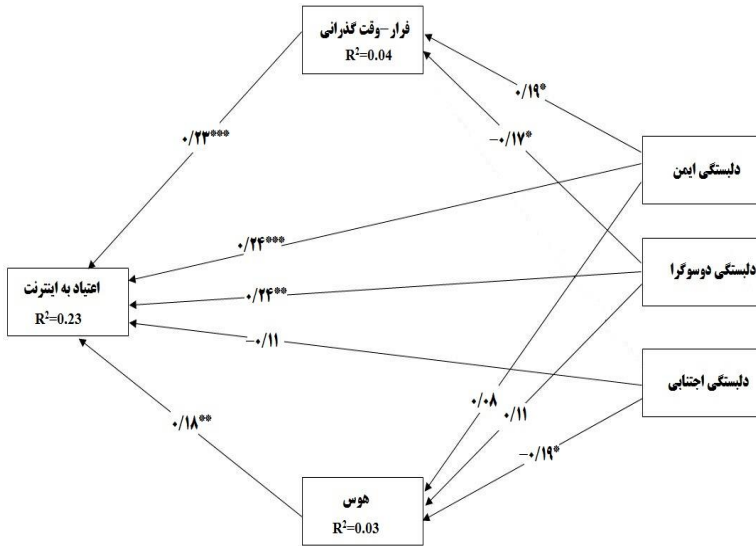 فرار–وقت گذرانی
R²=0.04
۰/۱۹*
–۰/۱۷*
۰/۲۳***
دلبستگی ایمن
۰/۲۴***
دلبستگی دوسوگرا
اعتیاد به اینترنت
R²=0.23
۰/۲۴**
–۰/۱۱
دلبستگی اجتنابی
۰/۰۸
۰/۱۱
۰/۱۸**
–۰/۱۹*
هوس
R²=0.03